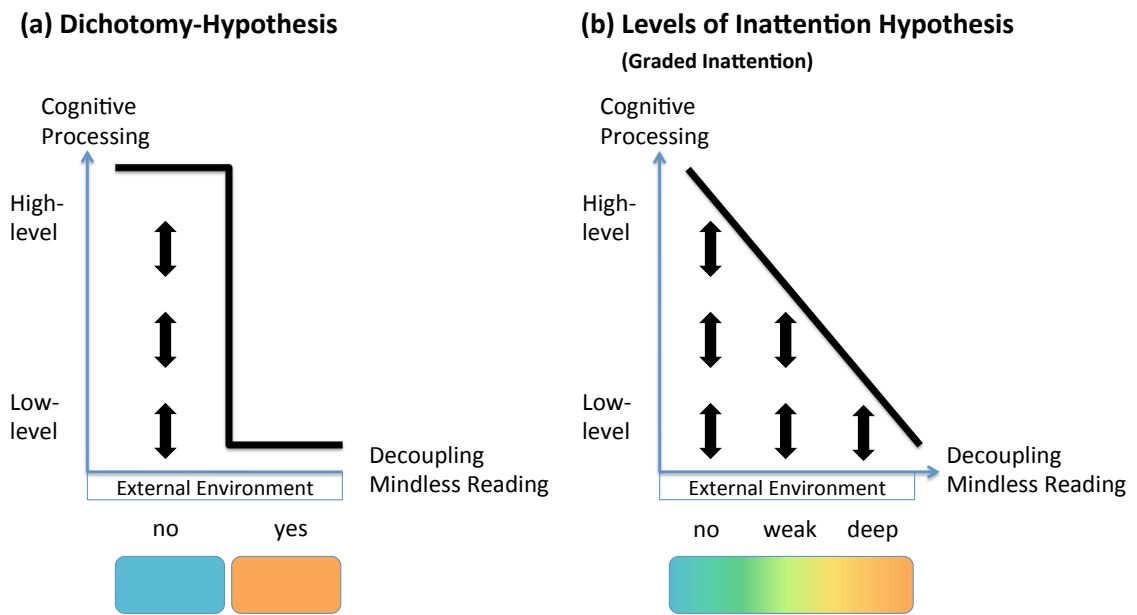 (a) Dichotomy-Hypothesis
Cognitive
Processing
High-
level
Low-
level
Decoupling
Mindless Reading
External Environment
no yes
(b) Levels of Inattention Hypothesis
(Graded Inattention)
Cognitive
Processing
High-
level
Low-
level
Decoupling
Mindless Reading
External Environment
no weak deep